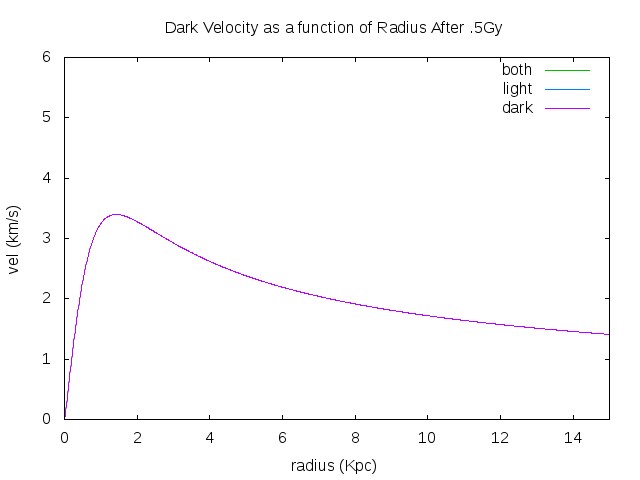 Dark Velocity as a function of Radius After .5Gy
both
light
dark
6
5
4
3
2
1
0
vel (km/s)
0 2 4 6 8 10 12 14
radius (Kpc)